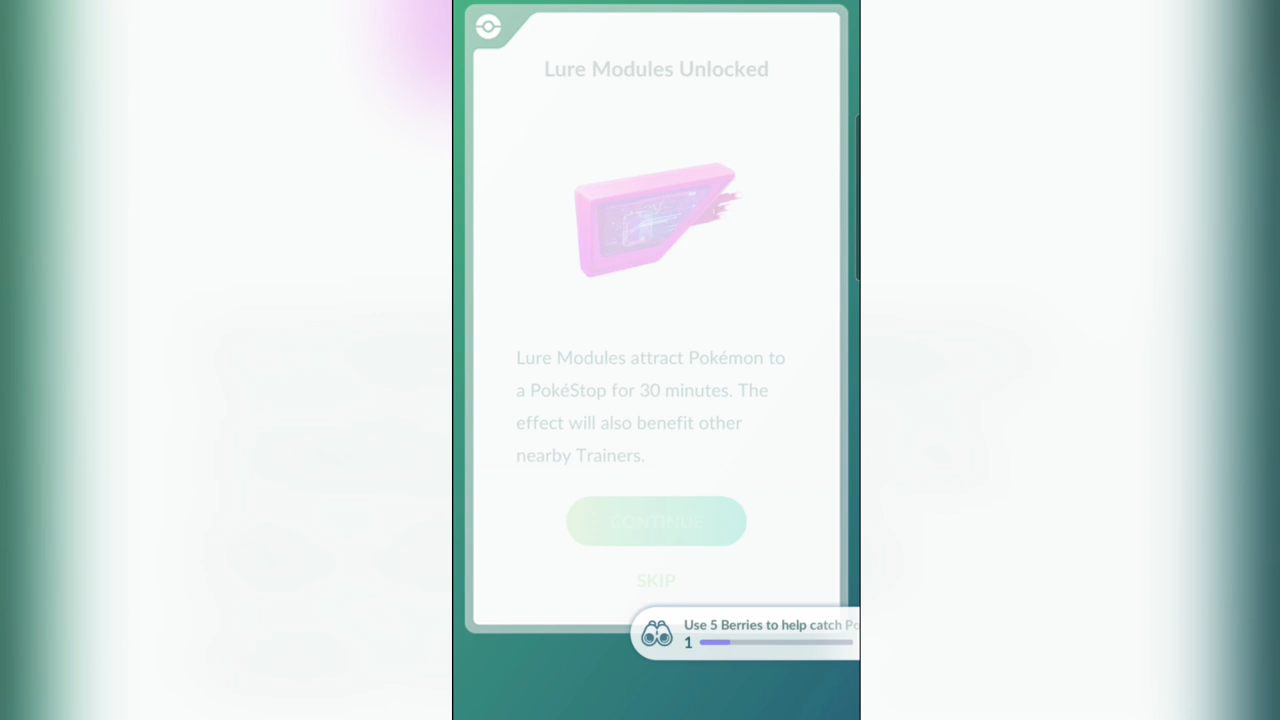 Lure Modules Unlocked
Lure Modules attract Pokémon to
a PokéStop for 30 minutes. The
effect will also benefit other
nearby Trainers.
CONTINUE
SKIP
Use 5 Berries to help catch
1